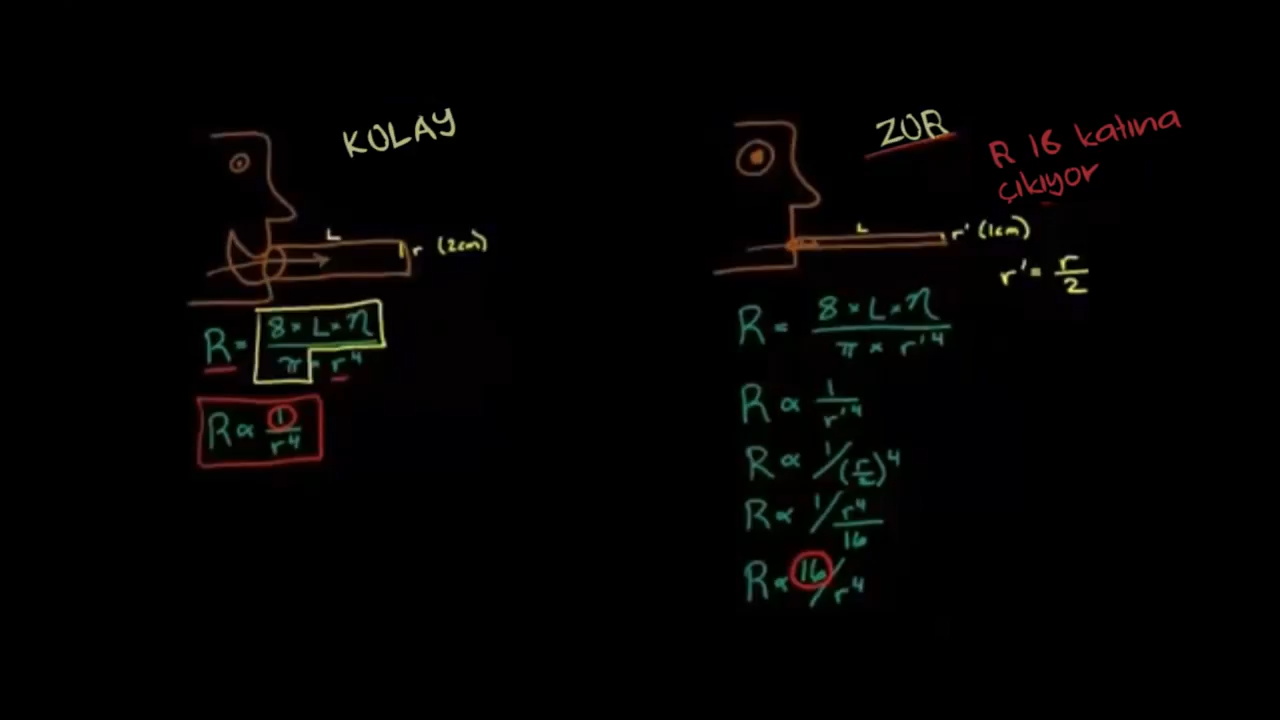 KOLAY
L
r (2cm)
R = 8 × L × η / π × r⁴
R ∝ 1 / r⁴
ZOR
R 16 katına
çıkıyor
L
r' (1cm)
r' = r / 2
R = 8 × L × η / π × r'⁴
R ∝ 1 / r'⁴
R ∝ 1 / (r/2)⁴
R ∝ 1 / r⁴/16
R ∝ 16 / r⁴